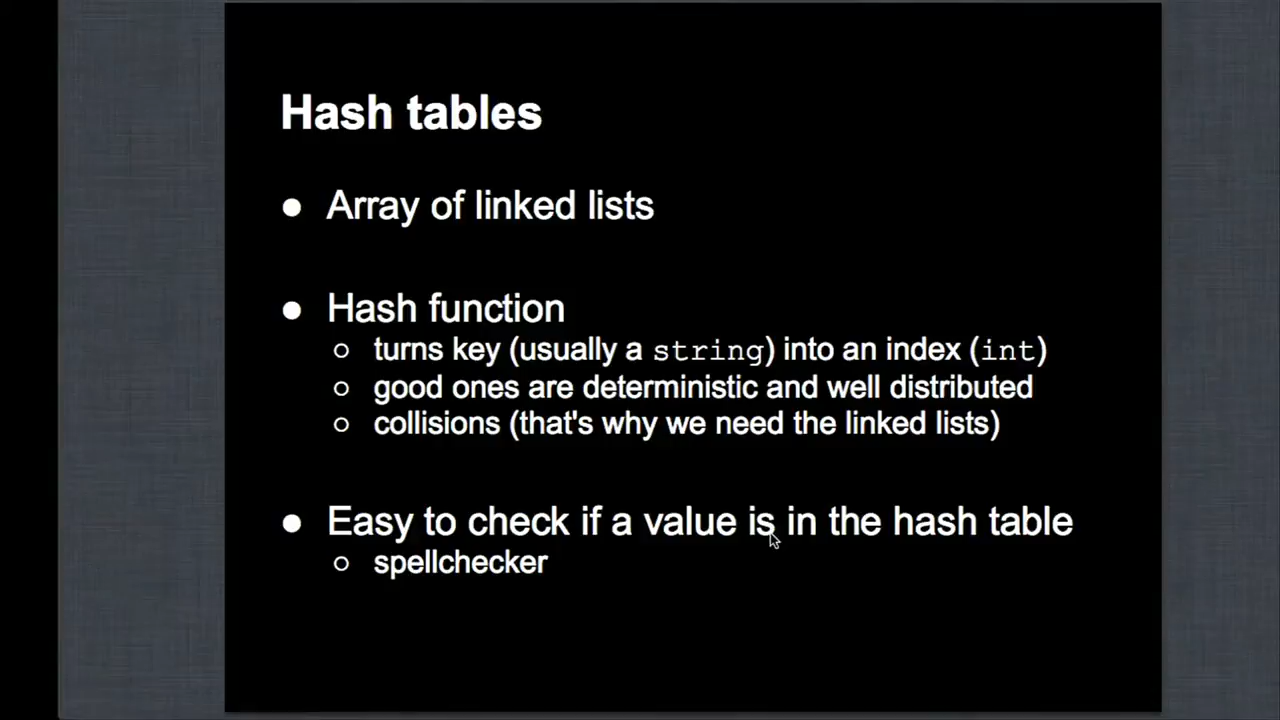 Hash tables
● Array of linked lists
● Hash function
○ turns key (usually a string) into an index (int)
○ good ones are deterministic and well distributed
○ collisions (that's why we need the linked lists)
● Easy to check if a value is in the hash table
○ spellchecker